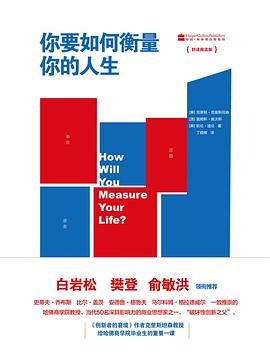 HarperCollinsPublishers
你要如何衡量
你的人生
How
Will
You
Measure
Your
Life?
白岩松 樊登 俞敏洪 领衔推荐
史蒂夫·乔布斯 比尔·盖茨 安德鲁·格鲁夫 马尔科姆·格拉德威尔 一致推崇的
哈佛商学院教授、当代50名深具影响力的商业思想家之一、“破坏性创新之父”、
《创新者的窘境》作者克里斯坦森教授
给哈佛商学院毕业生的重要一课